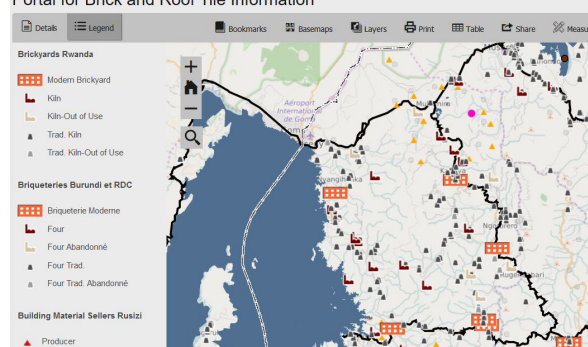 Portal for Brick and Roof Tile Information
Details
Legend
Bookmarks
Basemaps
Layers
Print
Table
Share
Measu
Brickyards Rwanda
Modern Brickyard
Kiln
Kiln-Out of Use
Trad. Kiln
Trad. Kiln-Out of Use
Briqueteries Burundi et RDC
Briqueterie Moderne
Four
Four Abandonné
Four Trad.
Four Trad. Abandonné
Building Material Sellers Rusizi
Producer
Aéroport
International
de Goma